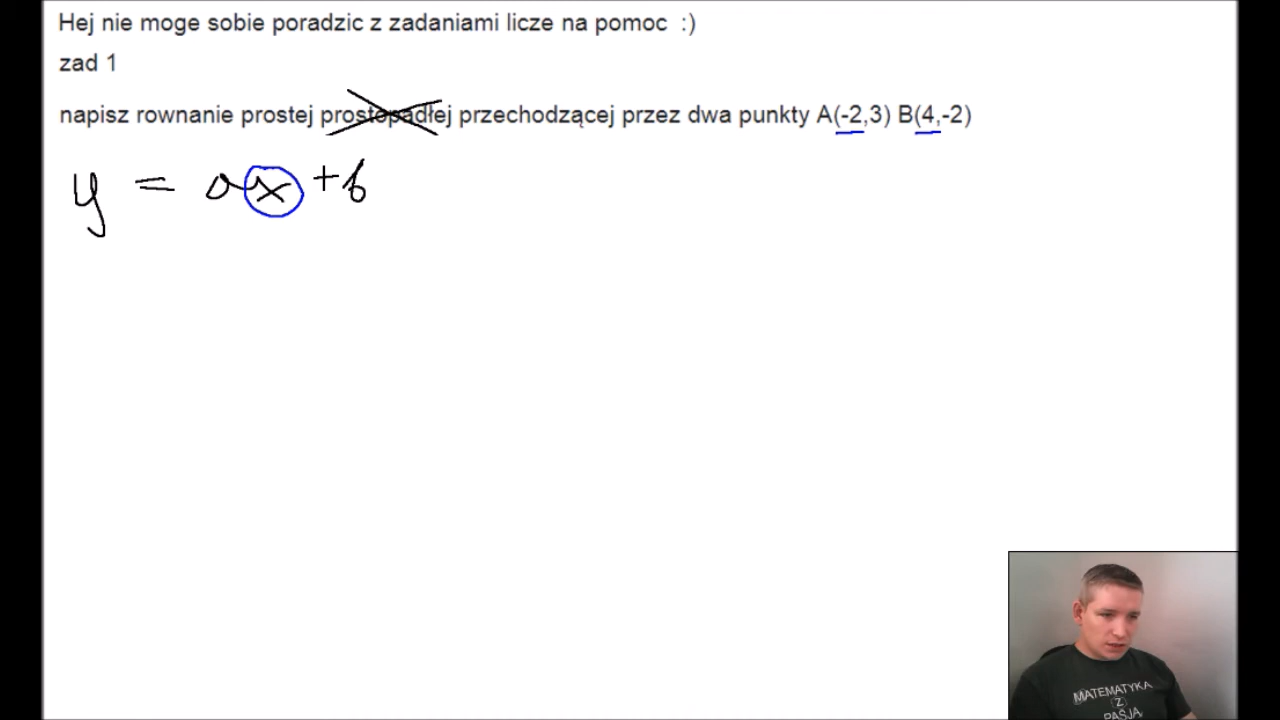 Hej nie moge sobie poradzic z zadaniami licze na pomoc :)
zad 1
napisz rownanie prostej prostopadłej przechodzącej przez dwa punkty A(-2,3) B(4,-2)
y = ax + b
MATEMATYKA
(Z)
PASJĄ